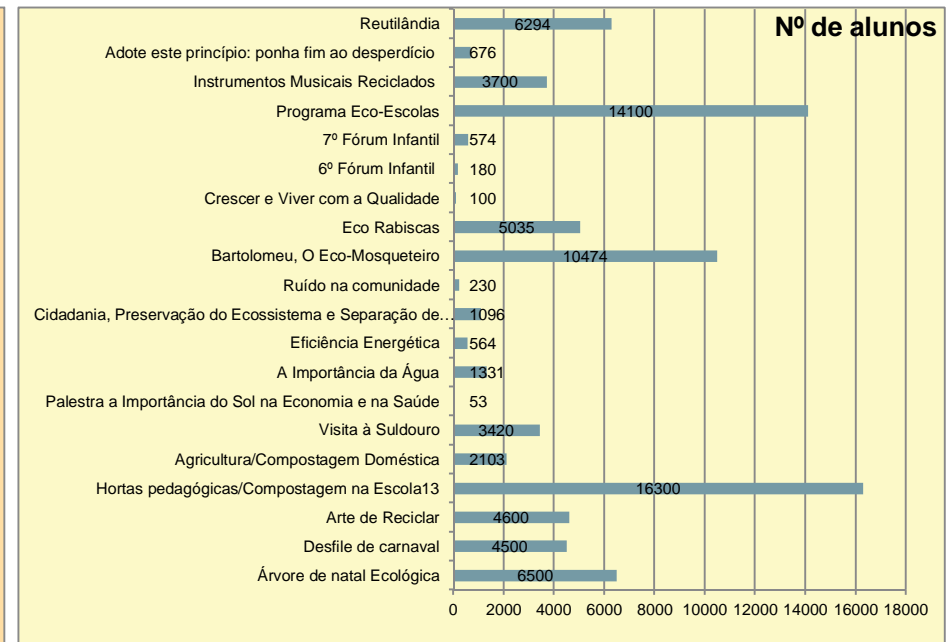 Nº de alunos
Reutilândia 6294
Adote este princípio: ponha fim ao desperdício 676
Instrumentos Musicais Reciclados 3700
Programa Eco-Escolas 14100
7º Fórum Infantil 574
6º Fórum Infantil 180
Crescer e Viver com a Qualidade 100
Eco Rabiscas 5035
Bartolomeu, O Eco-Mosqueteiro 10474
Ruído na comunidade 230
Cidadania, Preservação do Ecossistema e Separação de… 1096
Eficiência Energética 564
A Importância da Água 1331
Palestra a Importância do Sol na Economia e na Saúde 53
Visita à Suldouro 3420
Agricultura/Compostagem Doméstica 2103
Hortas pedagógicas/Compostagem na Escola13 16300
Arte de Reciclar 4600
Desfile de carnaval 4500
Árvore de natal Ecológica 6500
0 2000 4000 6000 8000 10000 12000 14000 16000 18000